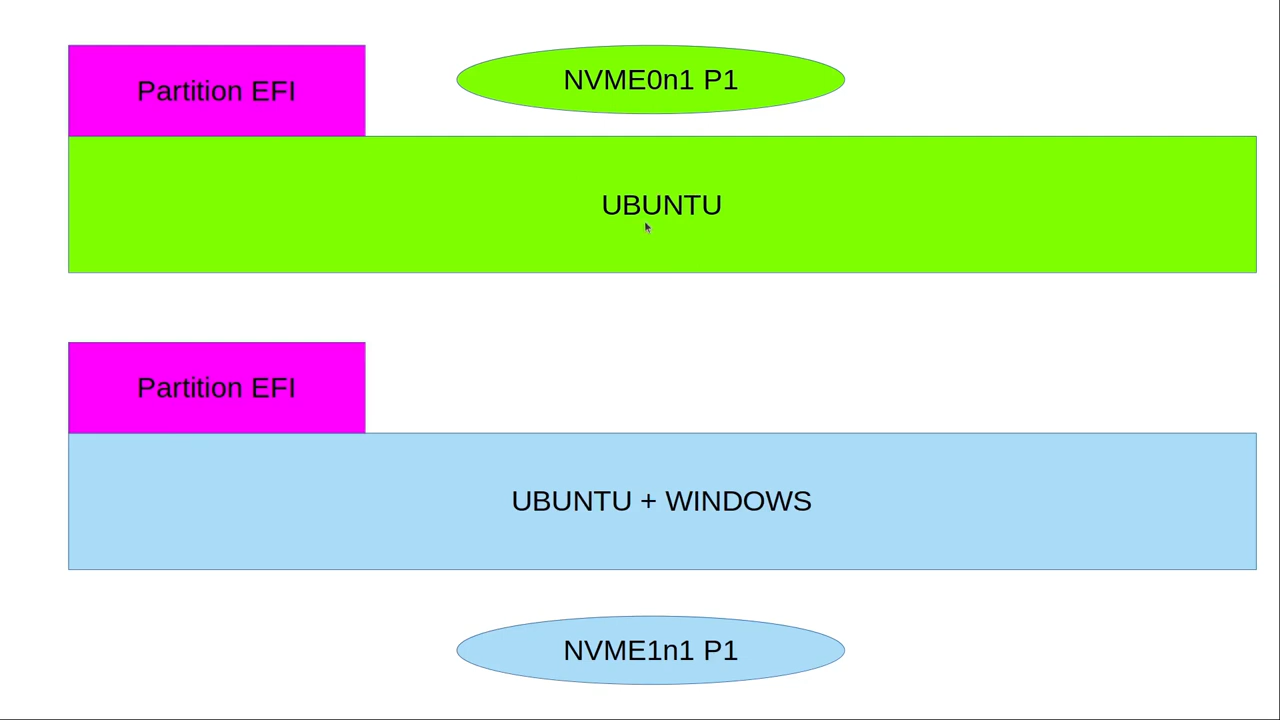 Partition EFI
NVME0n1 P1
UBUNTU
Partition EFI
UBUNTU + WINDOWS
NVME1n1 P1